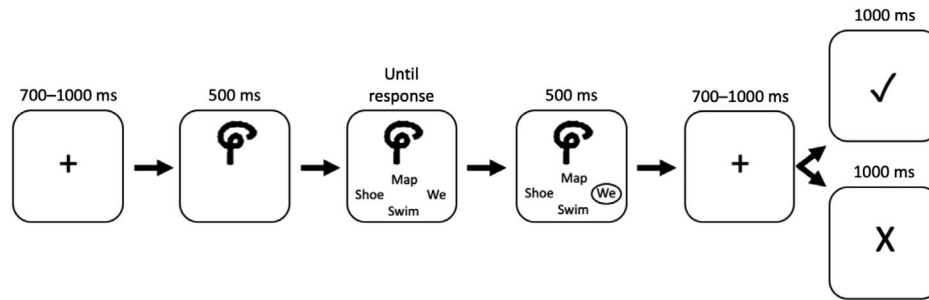 700–1000 ms
+
500 ms
Until
response
Map
Shoe We
Swim
500 ms
Map
Shoe We
Swim
700–1000 ms
+
1000 ms
✓
1000 ms
X